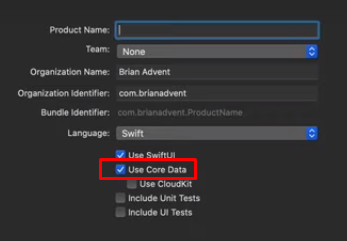 Product Name:
Team: None
Organization Name: Brian Advent
Organization Identifier: com.brianadvent
Bundle Identifier: com.brianadvent.ProductName
Language: Swift
Use SwiftUI
Use Core Data
Use CloudKit
Include Unit Tests
Include UI Tests